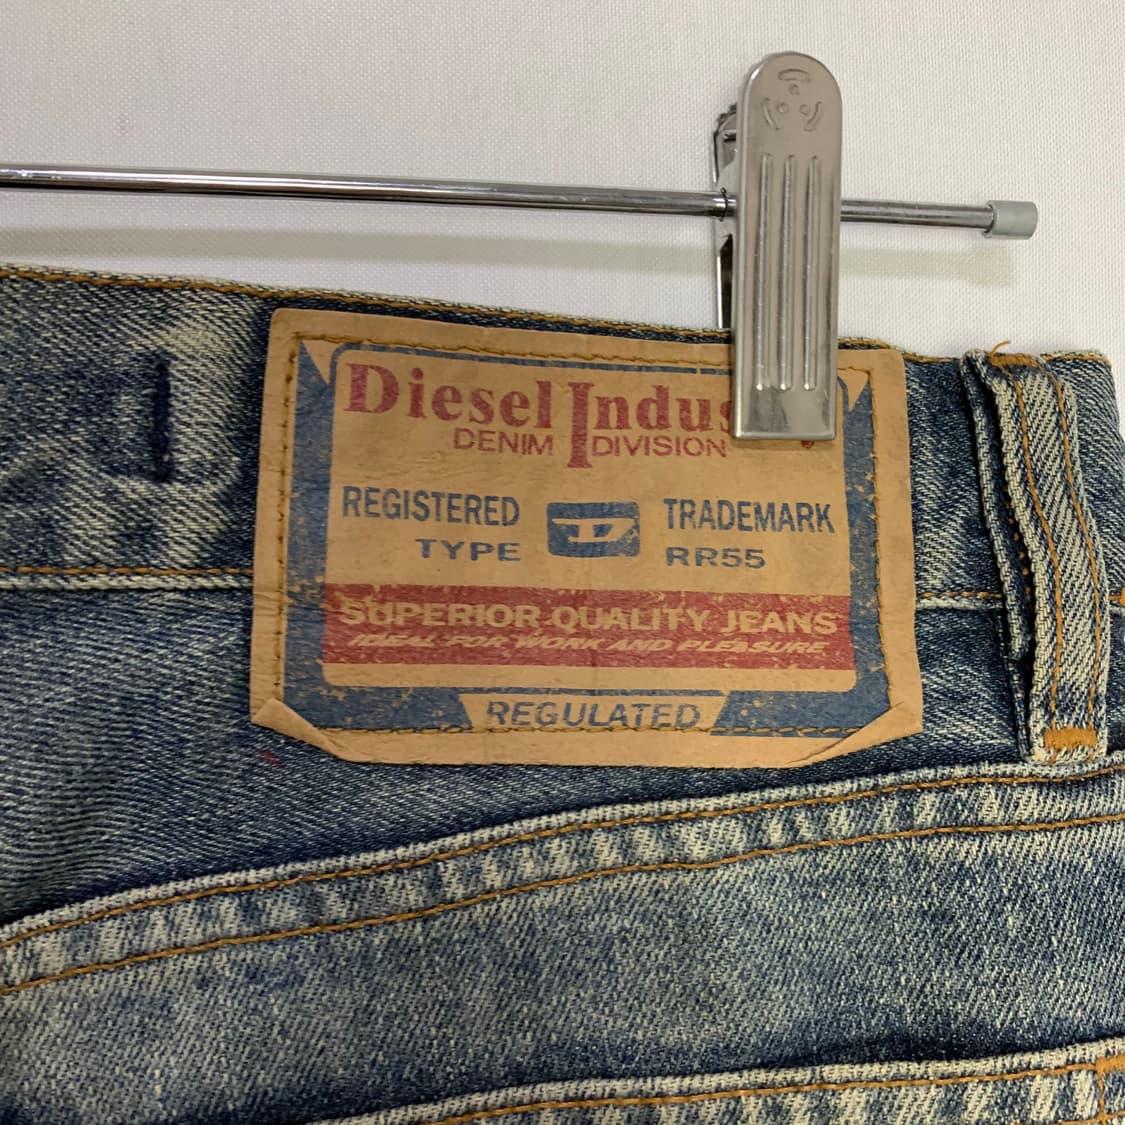 Diesel Indus
DENIM DIVISION
REGISTERED D TRADEMARK
TYPE RR55
SUPERIOR QUALITY JEANS
IDEAL FOR WORK AND PLEASURE
REGULATED